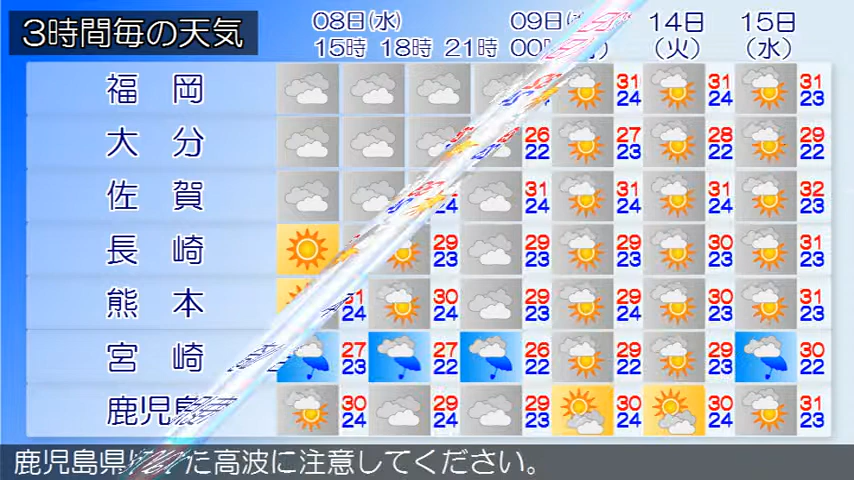 3時間毎の天気
08日(水) 09日 14日 15日
15時 18時 21時 00 (火) (水)
福岡 31 24 31 24 31 23
大分 26 22 27 23 28 22 29 22
佐賀 24 31 24 31 24 31 24 32 23
長崎 29 23 29 23 29 23 30 23 31 23
熊本 31 24 30 24 29 23 29 24 30 23 31 23
宮崎 27 23 27 22 26 22 29 22 29 23 30 22
鹿児島 30 24 29 24 29 23 30 24 30 24 31 23
鹿児島県 た高波に注意してください。